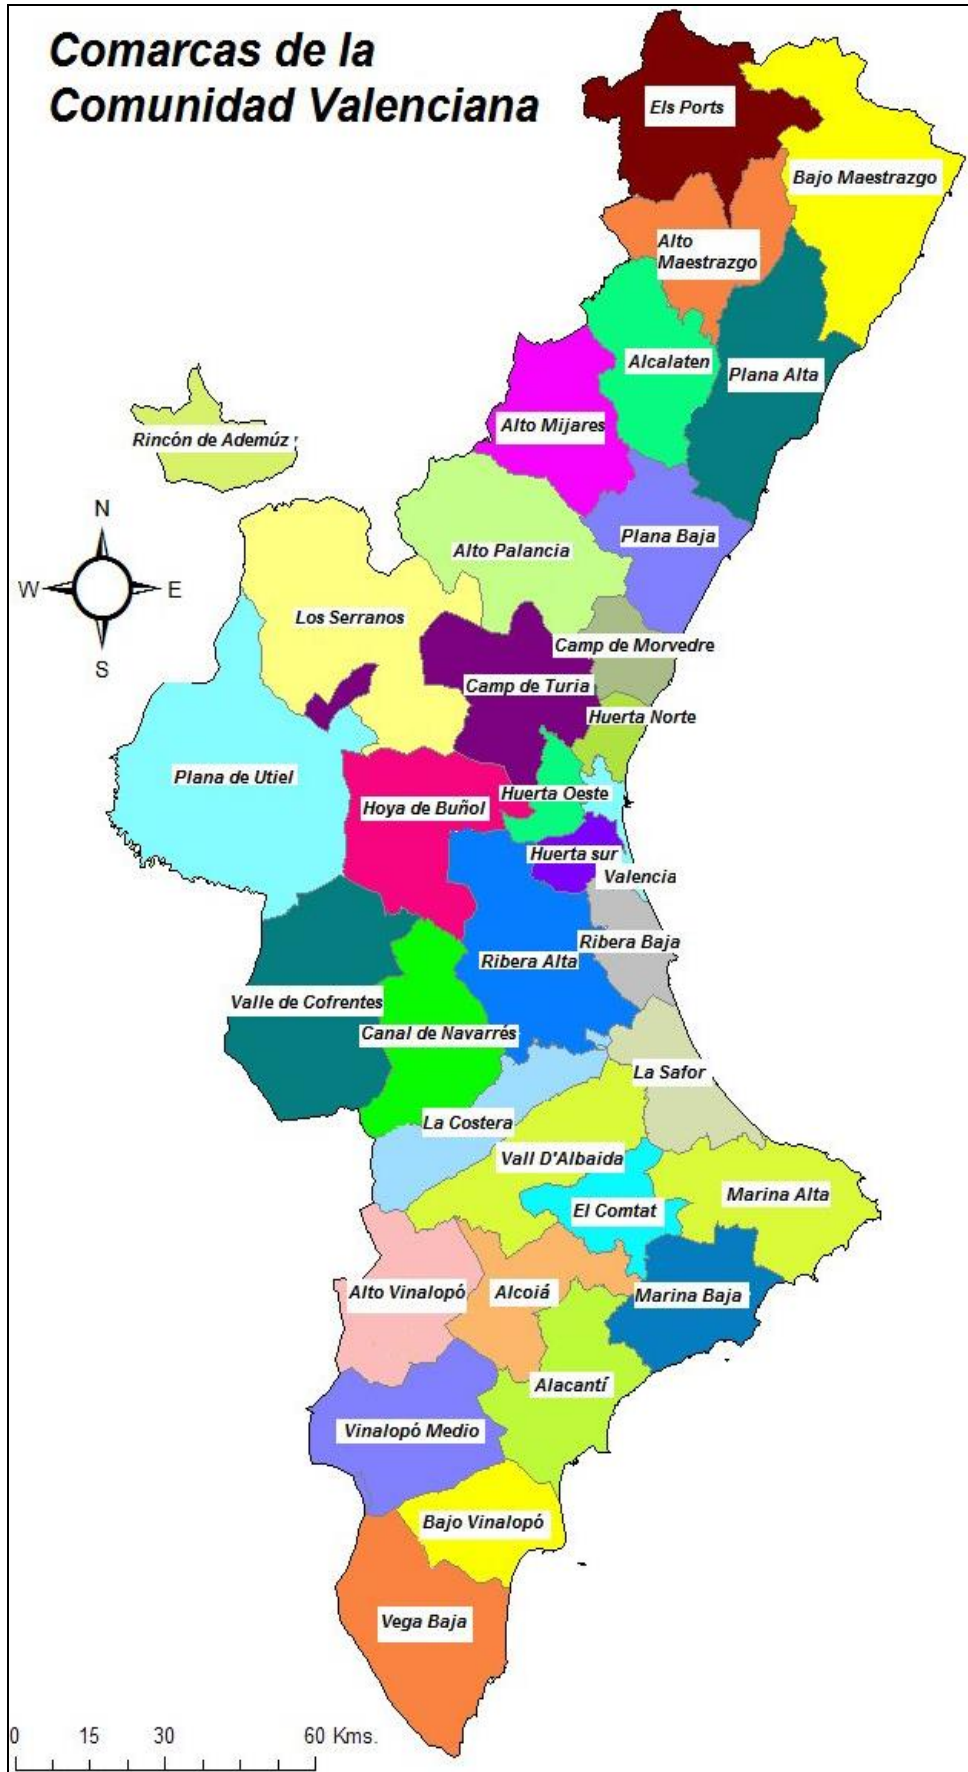 Comarcas de la
Comunidad Valenciana
Els Ports
Bajo Maestrazgo
Alto
Maestrazgo
Alcalaten
Plana Alta
Alto Mijares
Rincón de Ademúz
N
W
E
S
Plana Baja
Alto Palancia
Los Serranos
Camp de Morvedre
Camp de Turia
Huerta Norte
Plana de Utiel
Huerta Oeste
Hoya de Buñol
Huerta sur
Valencia
Ribera Baja
Ribera Alta
Valle de Cofrentes
Canal de Navarrés
La Safor
La Costera
Vall D'Albaida
Marina Alta
El Comtat
Alto Vinalopó
Alcoiá
Marina Baja
Alacantí
Vinalopó Medio
Bajo Vinalopó
Vega Baja
0 15 30 60 Kms.